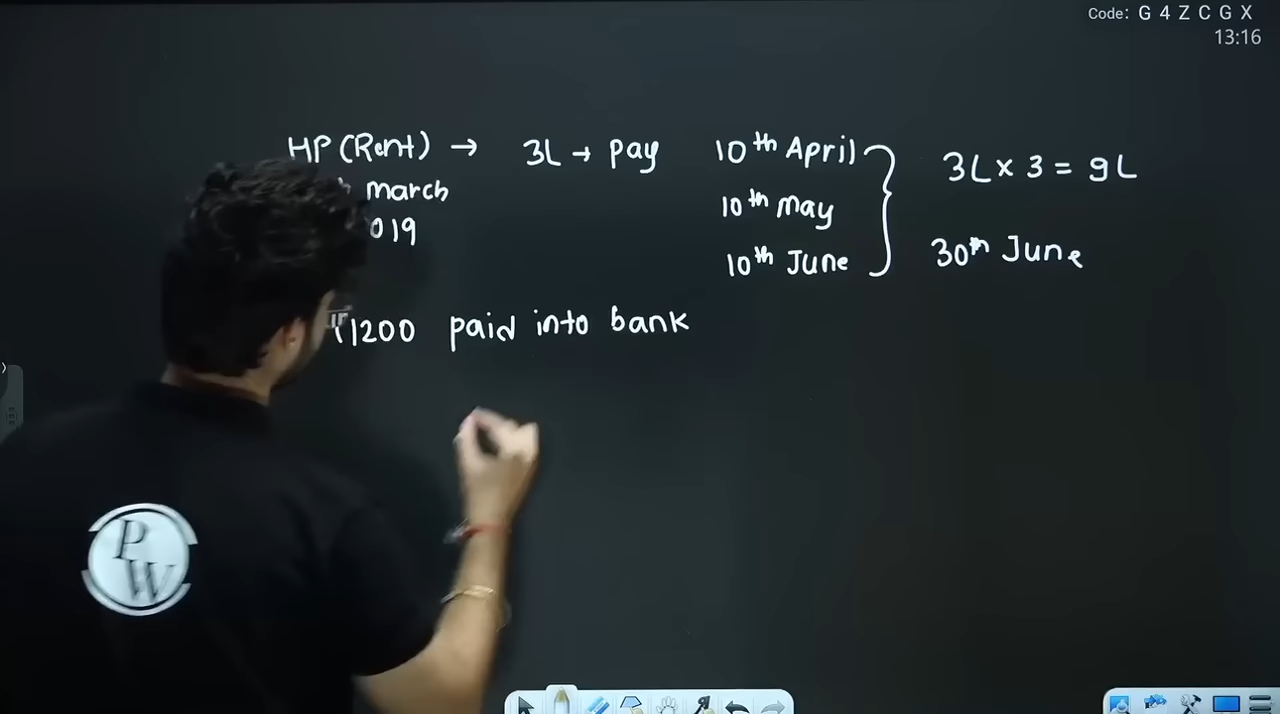 Code: G 4 Z C G X
13:16
HP (Rent) → 3L → Pay 10th April 3L x 3 = 9L
march 10th May
019 10th June 30th June
₹1200 paid into bank
P
W